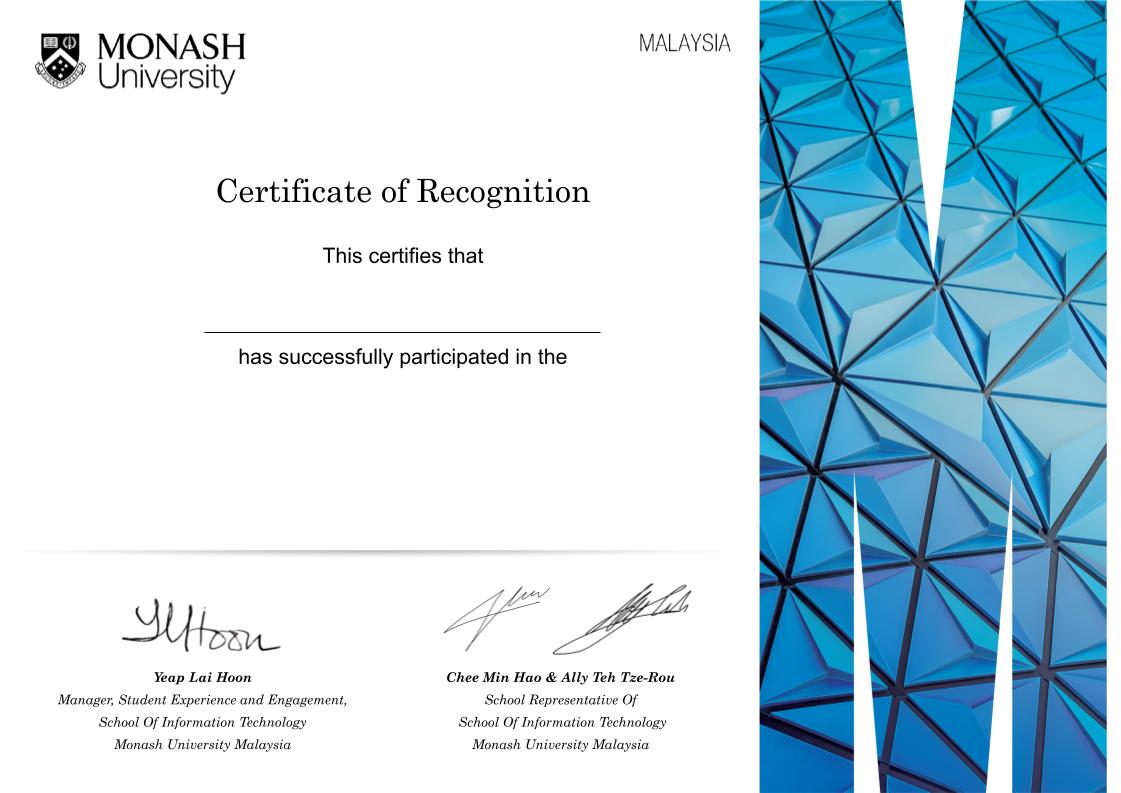 MONASH
University
MALAYSIA
Certificate of Recognition
This certifies that
has successfully participated in the
Yeap Lai Hoon
Manager, Student Experience and Engagement,
School Of Information Technology
Monash University Malaysia
Chee Min Hao & Ally Teh Tze-Rou
School Representative Of
School Of Information Technology
Monash University Malaysia